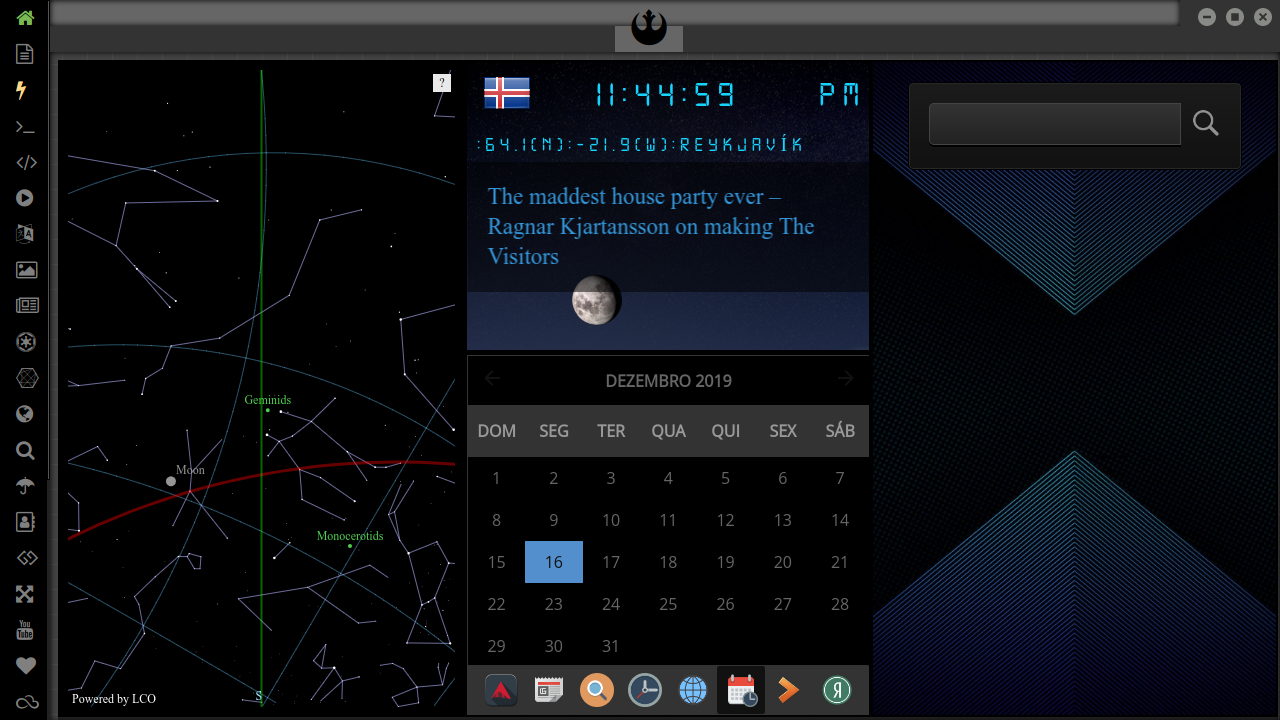 ?
Geminids
Moon
Monocerotids
Powered by LCO
S
11:44:59 PM
:64.1(N):-21.9(W):REYKJAVÍK
The maddest house party ever –
Ragnar Kjartansson on making The
Visitors
DEZEMBRO 2019
DOM SEG TER QUA QUI SEX SÁB
1 2 3 4 5 6 7
8 9 10 11 12 13 14
15 16 17 18 19 20 21
22 23 24 25 26 27 28
29 30 31
You
Tube
Я